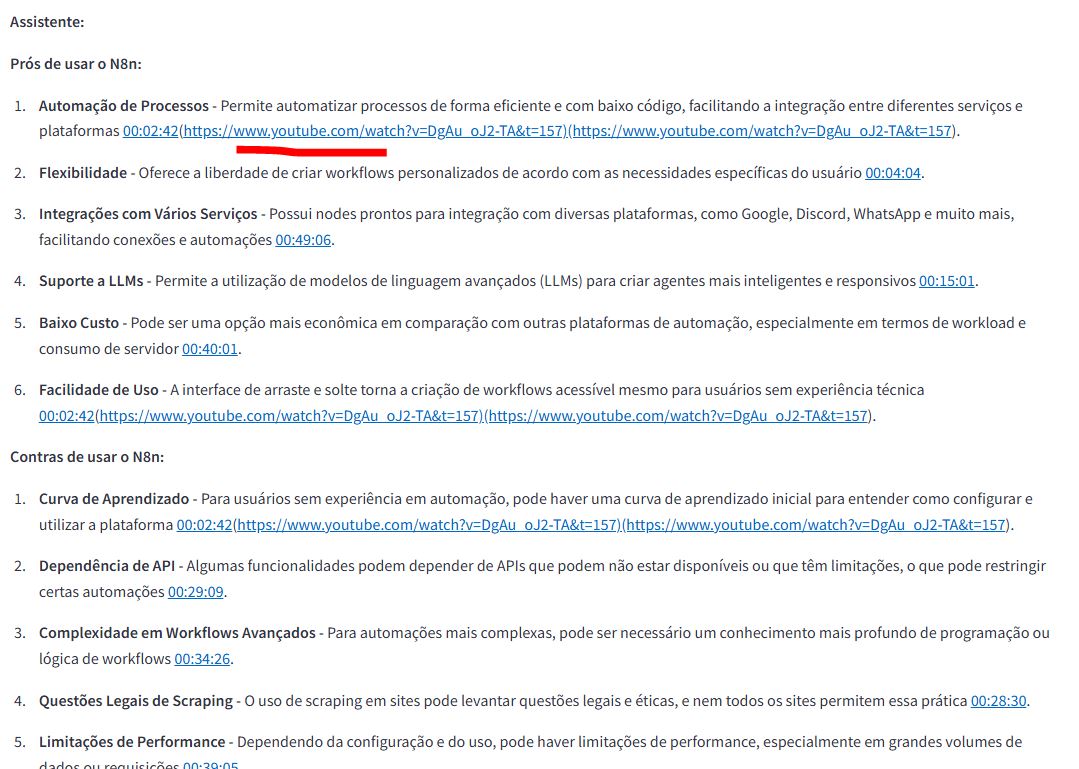 Assistente:
Prós de usar o N8n:
1. Automação de Processos - Permite automatizar processos de forma eficiente e com baixo código, facilitando a integração entre diferentes serviços e
plataformas 00:02:42(https://www.youtube.com/watch?v=DgAu_oJ2-TA&t=157)(https://www.youtube.com/watch?v=DgAu_oJ2-TA&t=157).
2. Flexibilidade - Oferece a liberdade de criar workflows personalizados de acordo com as necessidades específicas do usuário 00:04:04.
3. Integrações com Vários Serviços - Possui nodes prontos para integração com diversas plataformas, como Google, Discord, WhatsApp e muito mais,
facilitando conexões e automações 00:49:06.
4. Suporte a LLMs - Permite a utilização de modelos de linguagem avançados (LLMs) para criar agentes mais inteligentes e responsivos 00:15:01.
5. Baixo Custo - Pode ser uma opção mais econômica em comparação com outras plataformas de automação, especialmente em termos de workload e
consumo de servidor 00:40:01.
6. Facilidade de Uso - A interface de arraste e solte torna a criação de workflows acessível mesmo para usuários sem experiência técnica
00:02:42(https://www.youtube.com/watch?v=DgAu_oJ2-TA&t=157)(https://www.youtube.com/watch?v=DgAu_oJ2-TA&t=157).
Contras de usar o N8n:
1. Curva de Aprendizado - Para usuários sem experiência em automação, pode haver uma curva de aprendizado inicial para entender como configurar e
utilizar a plataforma 00:02:42(https://www.youtube.com/watch?v=DgAu_oJ2-TA&t=157)(https://www.youtube.com/watch?v=DgAu_oJ2-TA&t=157).
2. Dependência de API - Algumas funcionalidades podem depender de APIs que podem não estar disponíveis ou que têm limitações, o que pode restringir
certas automações 00:29:09.
3. Complexidade em Workflows Avançados - Para automações mais complexas, pode ser necessário um conhecimento mais profundo de programação ou
lógica de workflows 00:34:26.
4. Questões Legais de Scraping - O uso de scraping em sites pode levantar questões legais e éticas, e nem todos os sites permitem essa prática 00:28:30.
5. Limitações de Performance - Dependendo da configuração e do uso, pode haver limitações de performance, especialmente em grandes volumes de
dados ou requisições 00:39:05.